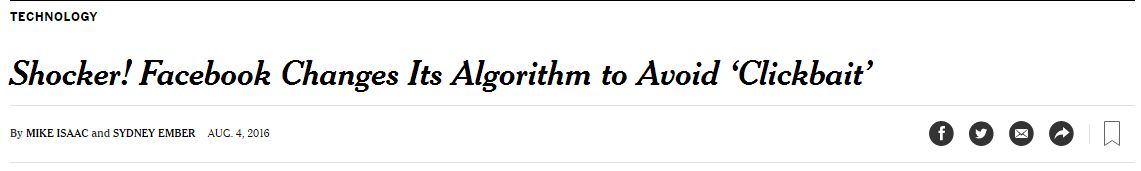 TECHNOLOGY
Shocker! Facebook Changes Its Algorithm to Avoid ‘Clickbait’
By MIKE ISAAC and SYDNEY EMBER AUG. 4, 2016